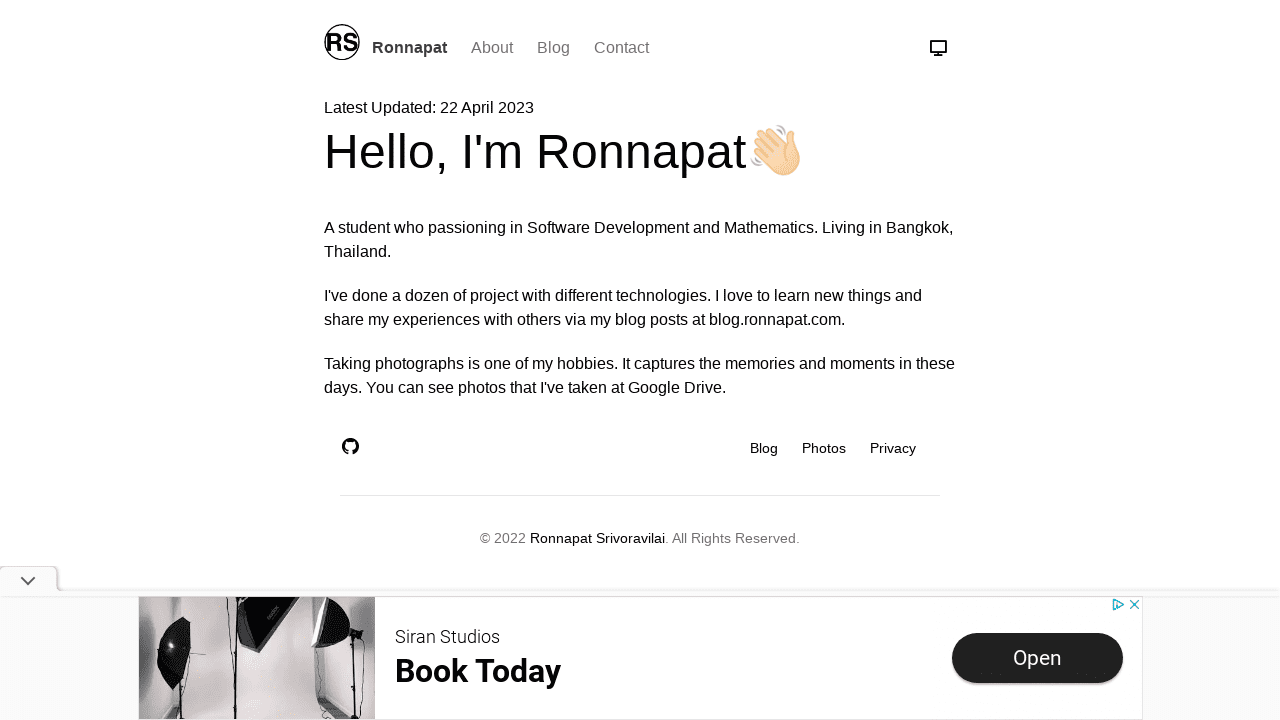 RS
Ronnapat About Blog Contact
Latest Updated: 22 April 2023
Hello, I'm Ronnapat👋🏻
A student who passioning in Software Development and Mathematics. Living in Bangkok,
Thailand.
I've done a dozen of project with different technologies. I love to learn new things and
share my experiences with others via my blog posts at blog.ronnapat.com.
Taking photographs is one of my hobbies. It captures the memories and moments in these
days. You can see photos that I've taken at Google Drive.
Blog Photos Privacy
© 2022 Ronnapat Srivoravilai. All Rights Reserved.
Siran Studios
Book Today
Open